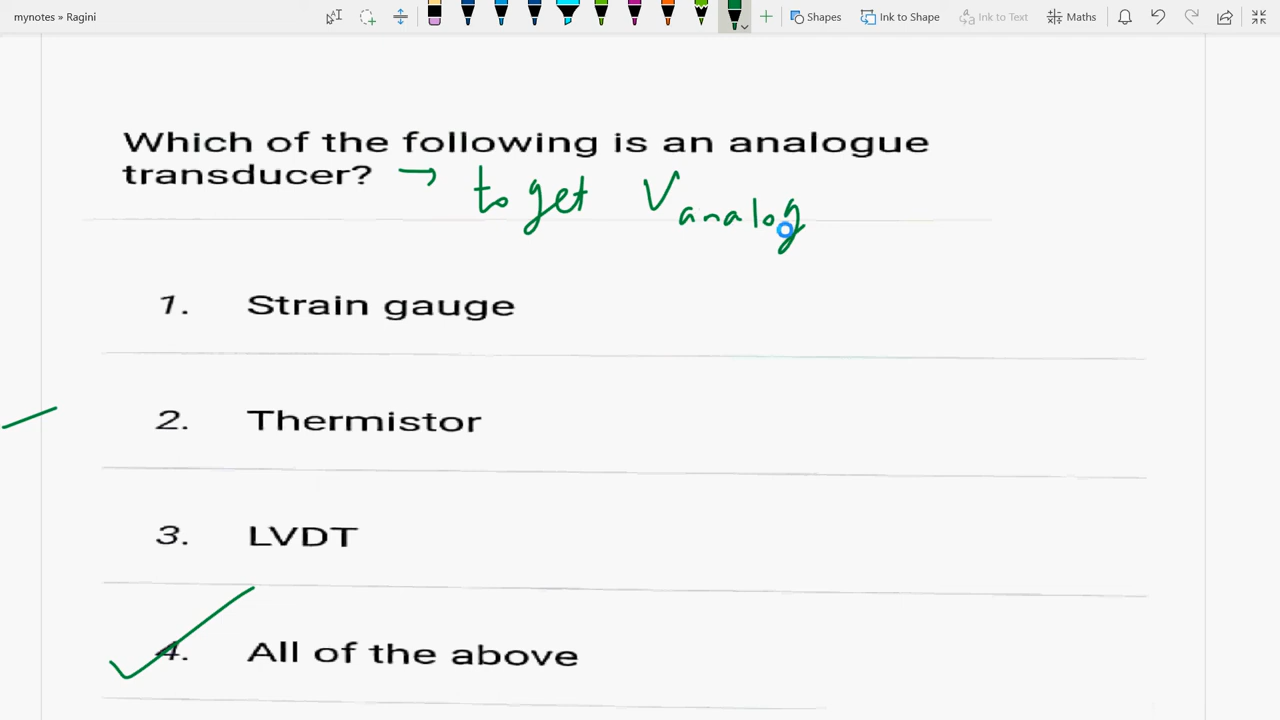 mynotes » Ragini
Shapes Ink to Shape Ink to Text Maths
Which of the following is an analogue
transducer? → to get Vanalog
1. Strain gauge
2. Thermistor
3. LVDT
4. All of the above